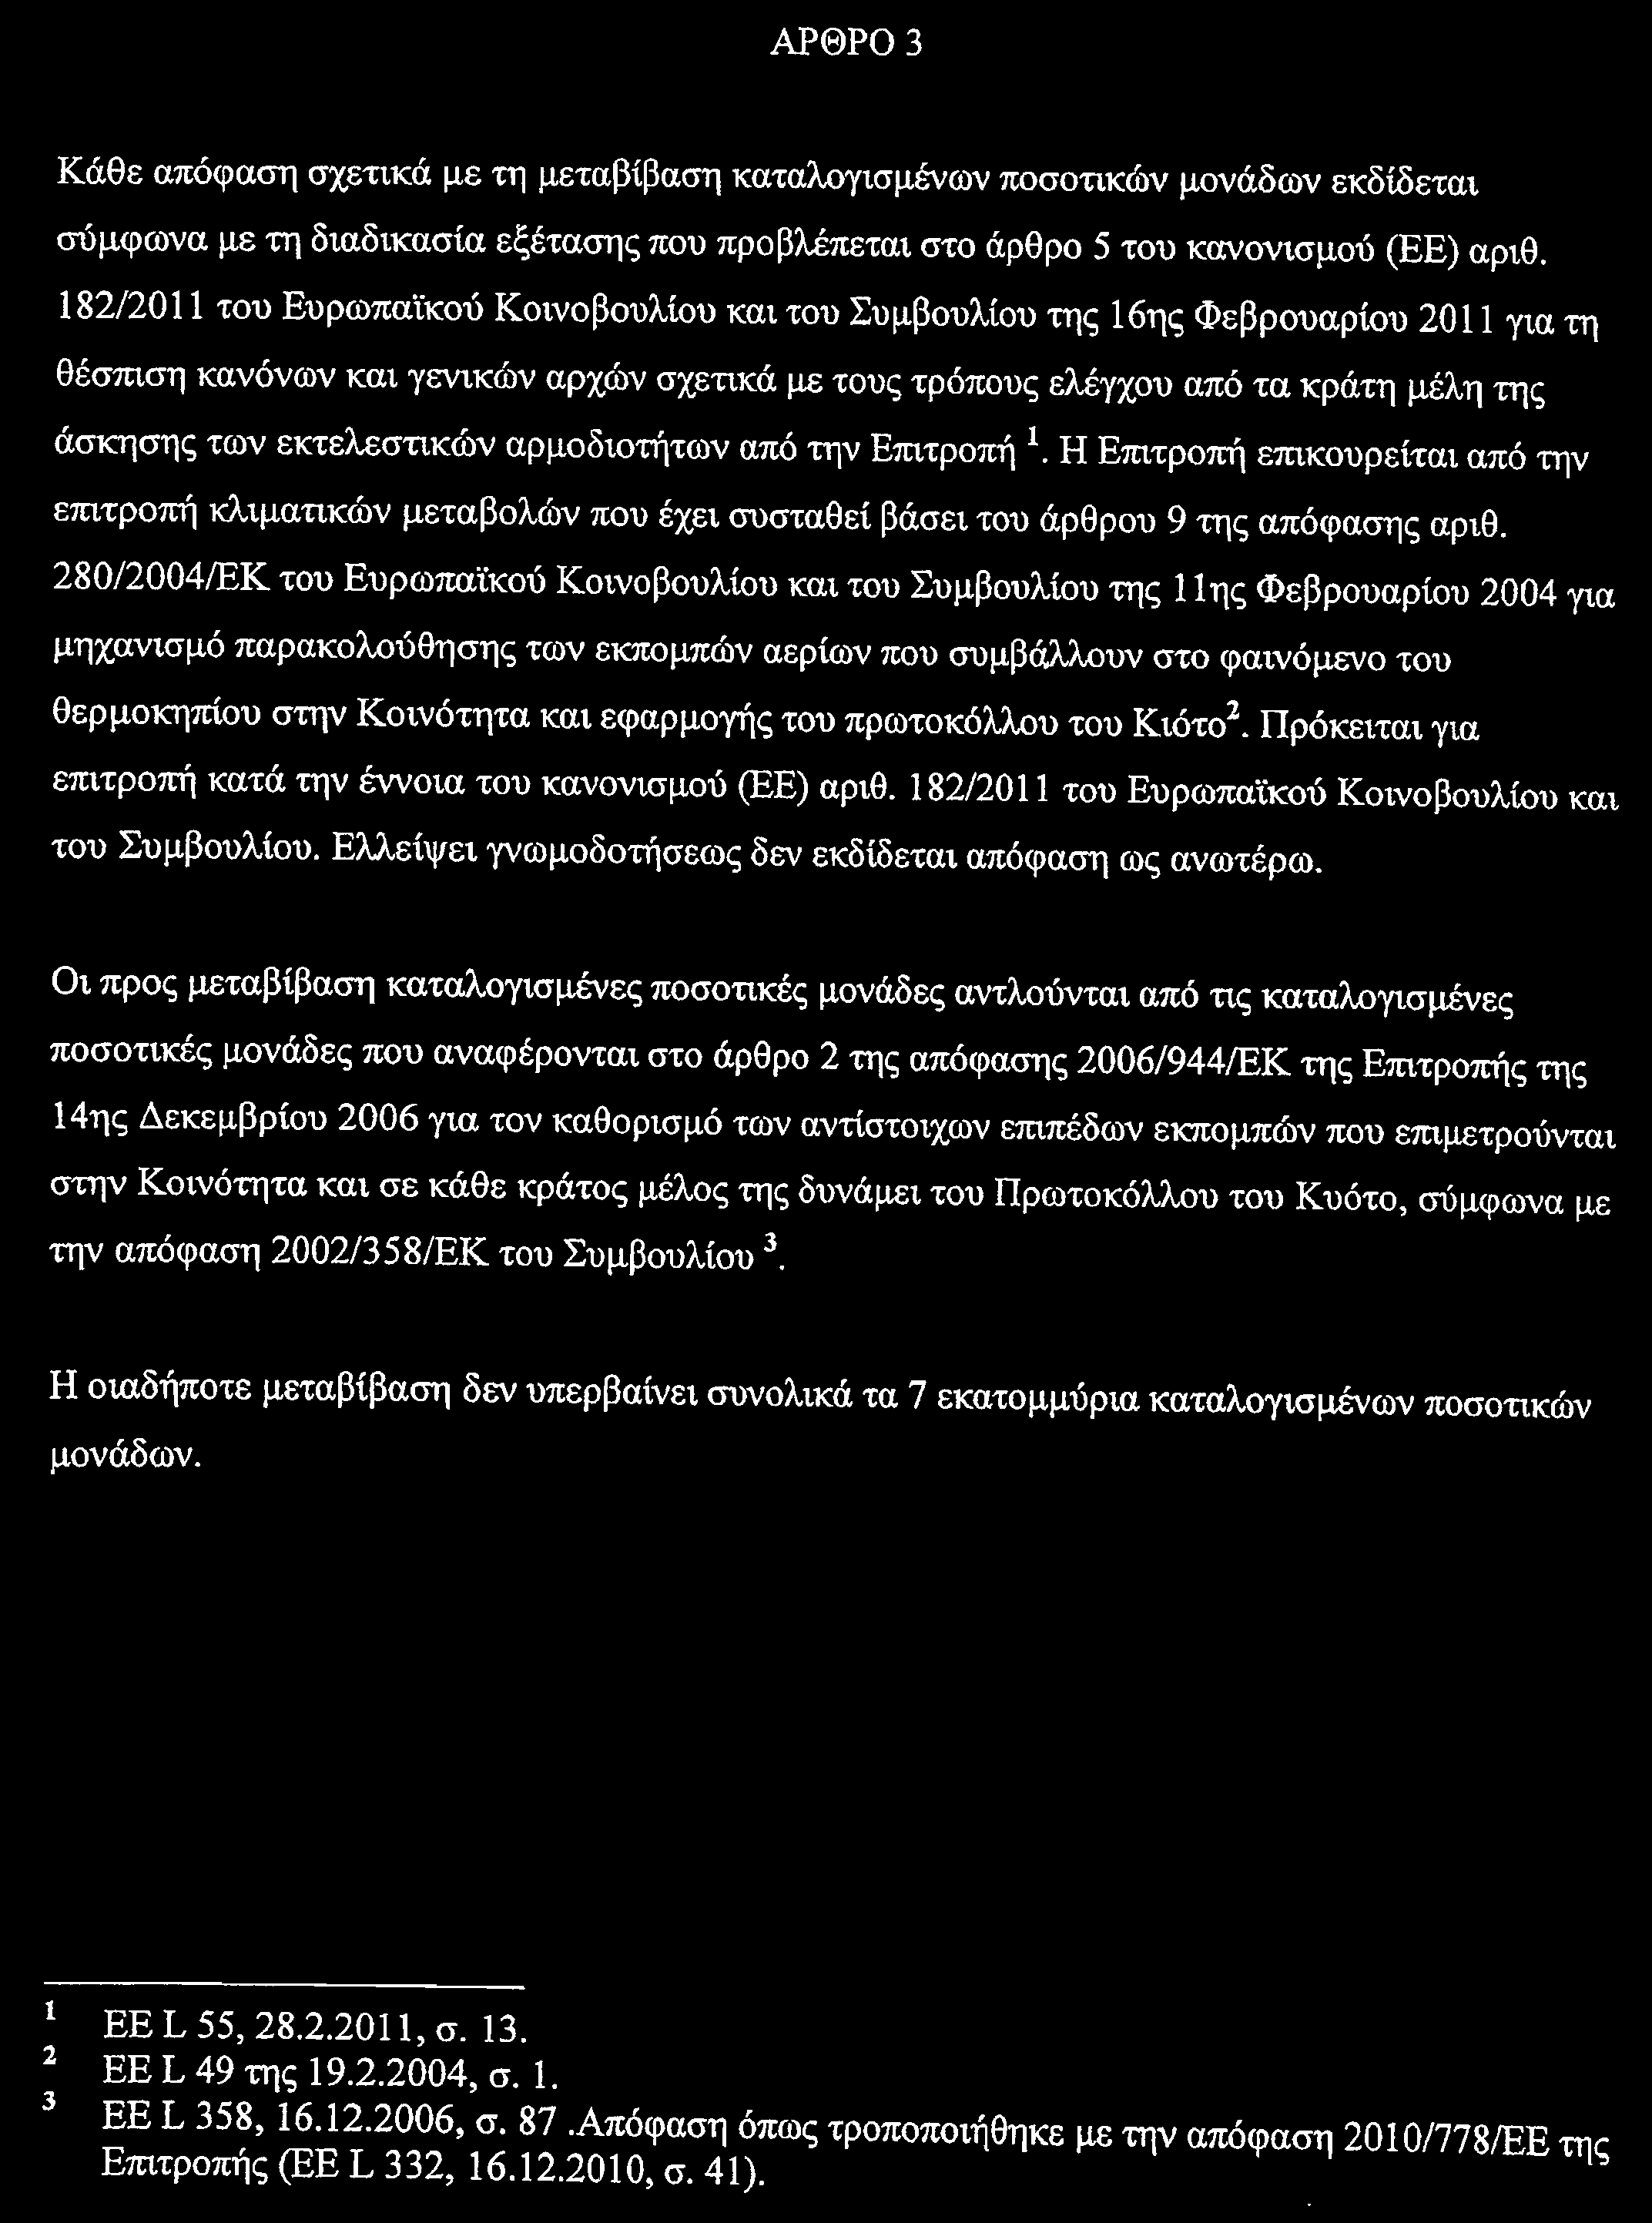 ΑΡΘΡΟ 3
Κάθε απόφαση σχετικά με τη μεταβίβαση καταλογισμένων ποσοτικών μονάδων εκδίδεται
σύμφωνα με τη διαδικασία εξέτασης που προβλέπεται στο άρθρο 5 του κανονισμού (ΕΕ) αριθ.
182/2011 του Ευρωπαϊκού Κοινοβουλίου και του Συμβουλίου της 16ης Φεβρουαρίου 2011 για τη
θέσπιση κανόνων και γενικών αρχών σχετικά με τους τρόπους ελέγχου από τα κράτη μέλη της
άσκησης των εκτελεστικών αρμοδιοτήτων από την Επιτροπή ¹. Η Επιτροπή επικουρείται από την
επιτροπή κλιματικών μεταβολών που έχει συσταθεί βάσει του άρθρου 9 της απόφασης αριθ.
280/2004/ΕΚ του Ευρωπαϊκού Κοινοβουλίου και του Συμβουλίου της 11ης Φεβρουαρίου 2004 για
μηχανισμό παρακολούθησης των εκπομπών αερίων που συμβάλλουν στο φαινόμενο του
θερμοκηπίου στην Κοινότητα και εφαρμογής του πρωτοκόλλου του Κιότο². Πρόκειται για
επιτροπή κατά την έννοια του κανονισμού (ΕΕ) αριθ. 182/2011 του Ευρωπαϊκού Κοινοβουλίου και
του Συμβουλίου. Ελλείψει γνωμοδοτήσεως δεν εκδίδεται απόφαση ως ανωτέρω.
Οι προς μεταβίβαση καταλογισμένες ποσοτικές μονάδες αντλούνται από τις καταλογισμένες
ποσοτικές μονάδες που αναφέρονται στο άρθρο 2 της απόφασης 2006/944/ΕΚ της Επιτροπής της
14ης Δεκεμβρίου 2006 για τον καθορισμό των αντίστοιχων επιπέδων εκπομπών που επιμετρούνται
στην Κοινότητα και σε κάθε κράτος μέλος της δυνάμει του Πρωτοκόλλου του Κυότο, σύμφωνα με
την απόφαση 2002/358/ΕΚ του Συμβουλίου ³.
Η οιαδήποτε μεταβίβαση δεν υπερβαίνει συνολικά τα 7 εκατομμύρια καταλογισμένων ποσοτικών
μονάδων.
¹ ΕΕ L 55, 28.2.2011, σ. 13.
² ΕΕ L 49 της 19.2.2004, σ. 1.
³ ΕΕ L 358, 16.12.2006, σ. 87 .Απόφαση όπως τροποποιήθηκε με την απόφαση 2010/778/ΕΕ της
Επιτροπής (ΕΕ L 332, 16.12.2010, σ. 41).